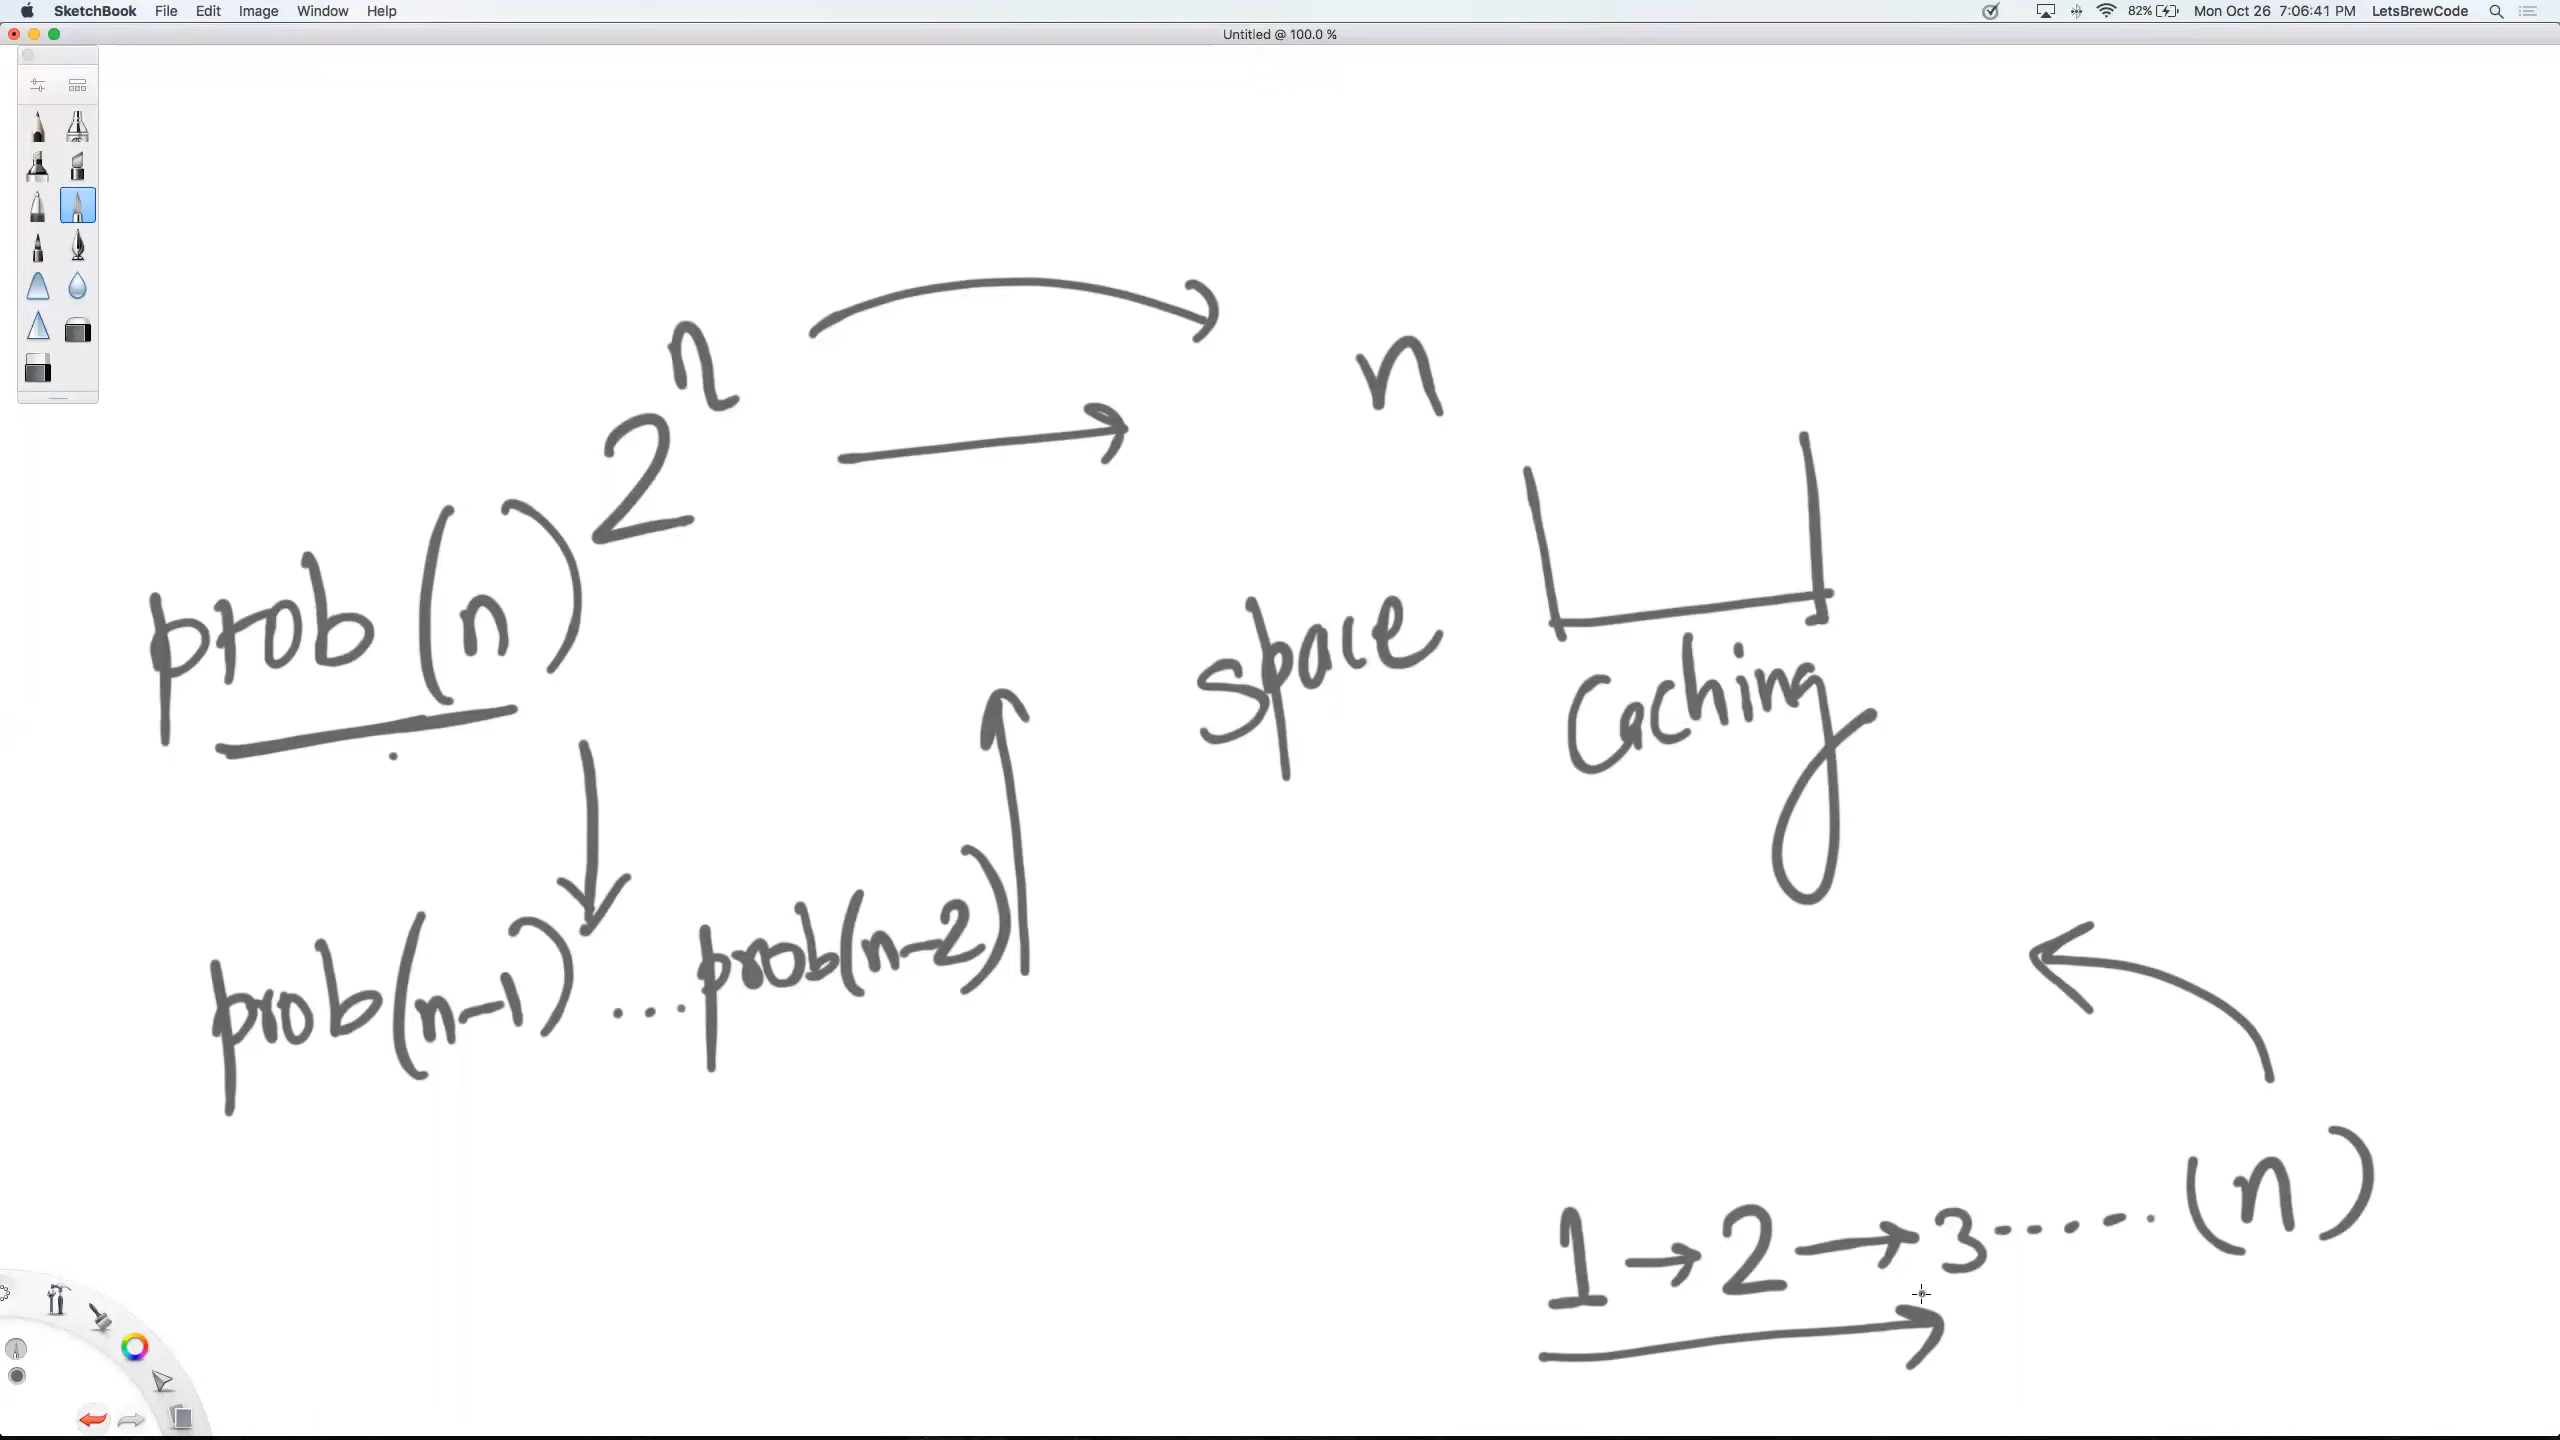 SketchBook File Edit Image Window Help 82% Mon Oct 26 7:06:41 PM LetsBrewCode
Untitled @ 100.0 %
2ⁿ n
prob(n)
space Caching
prob(n-1) ... prob(n-2)
1 → 2 → 3 ..... (n)